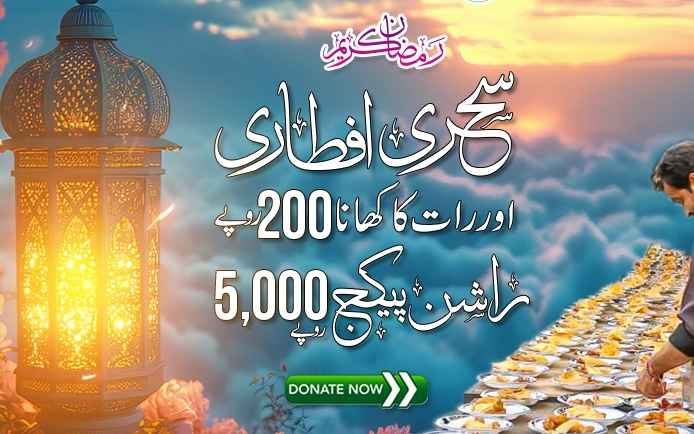 رمضان کریم
سحری افطاری
اور رات کا کھانا 200 روپے
راشن پیکج 5,000 روپے
DONATE NOW